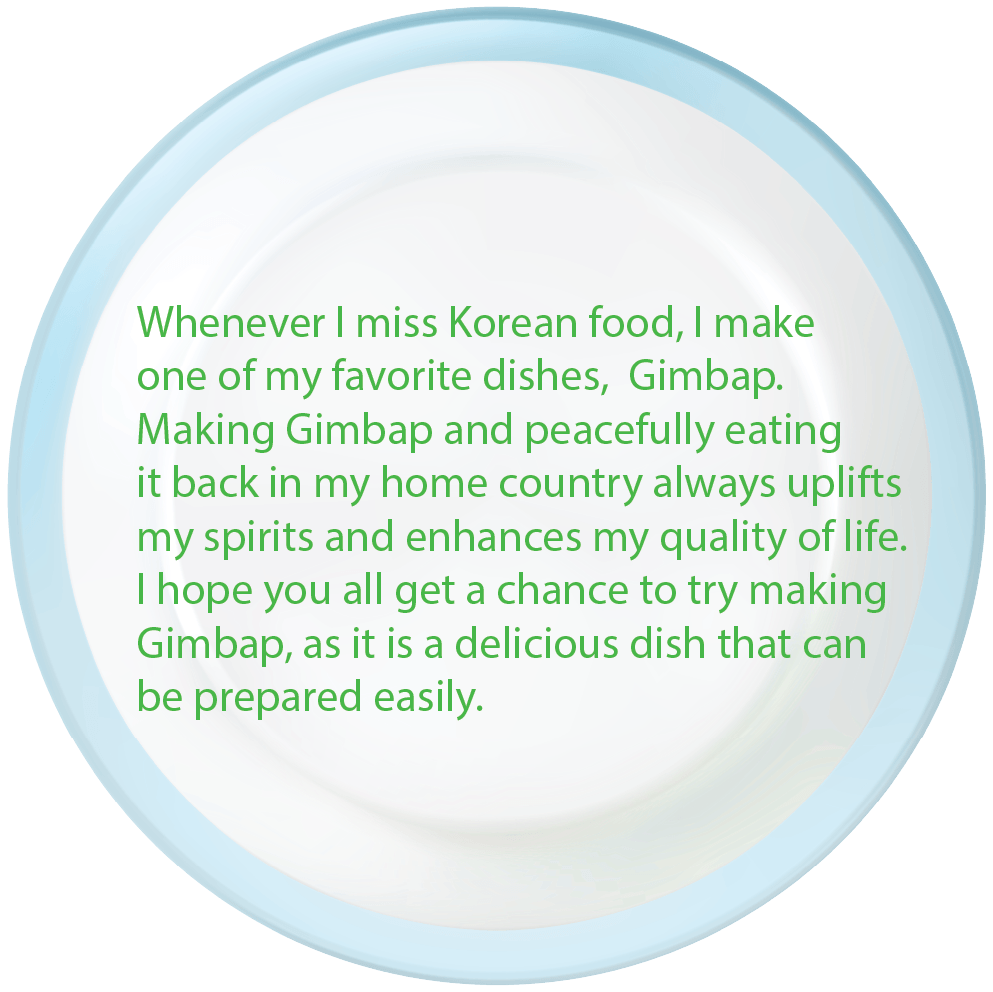 Whenever I miss Korean food, I make
one of my favorite dishes,  Gimbap.
Making Gimbap and peacefully eating
it back in my home country always uplifts
my spirits and enhances my quality of life.
I hope you all get a chance to try making
Gimbap, as it is a delicious dish that can
be prepared easily.